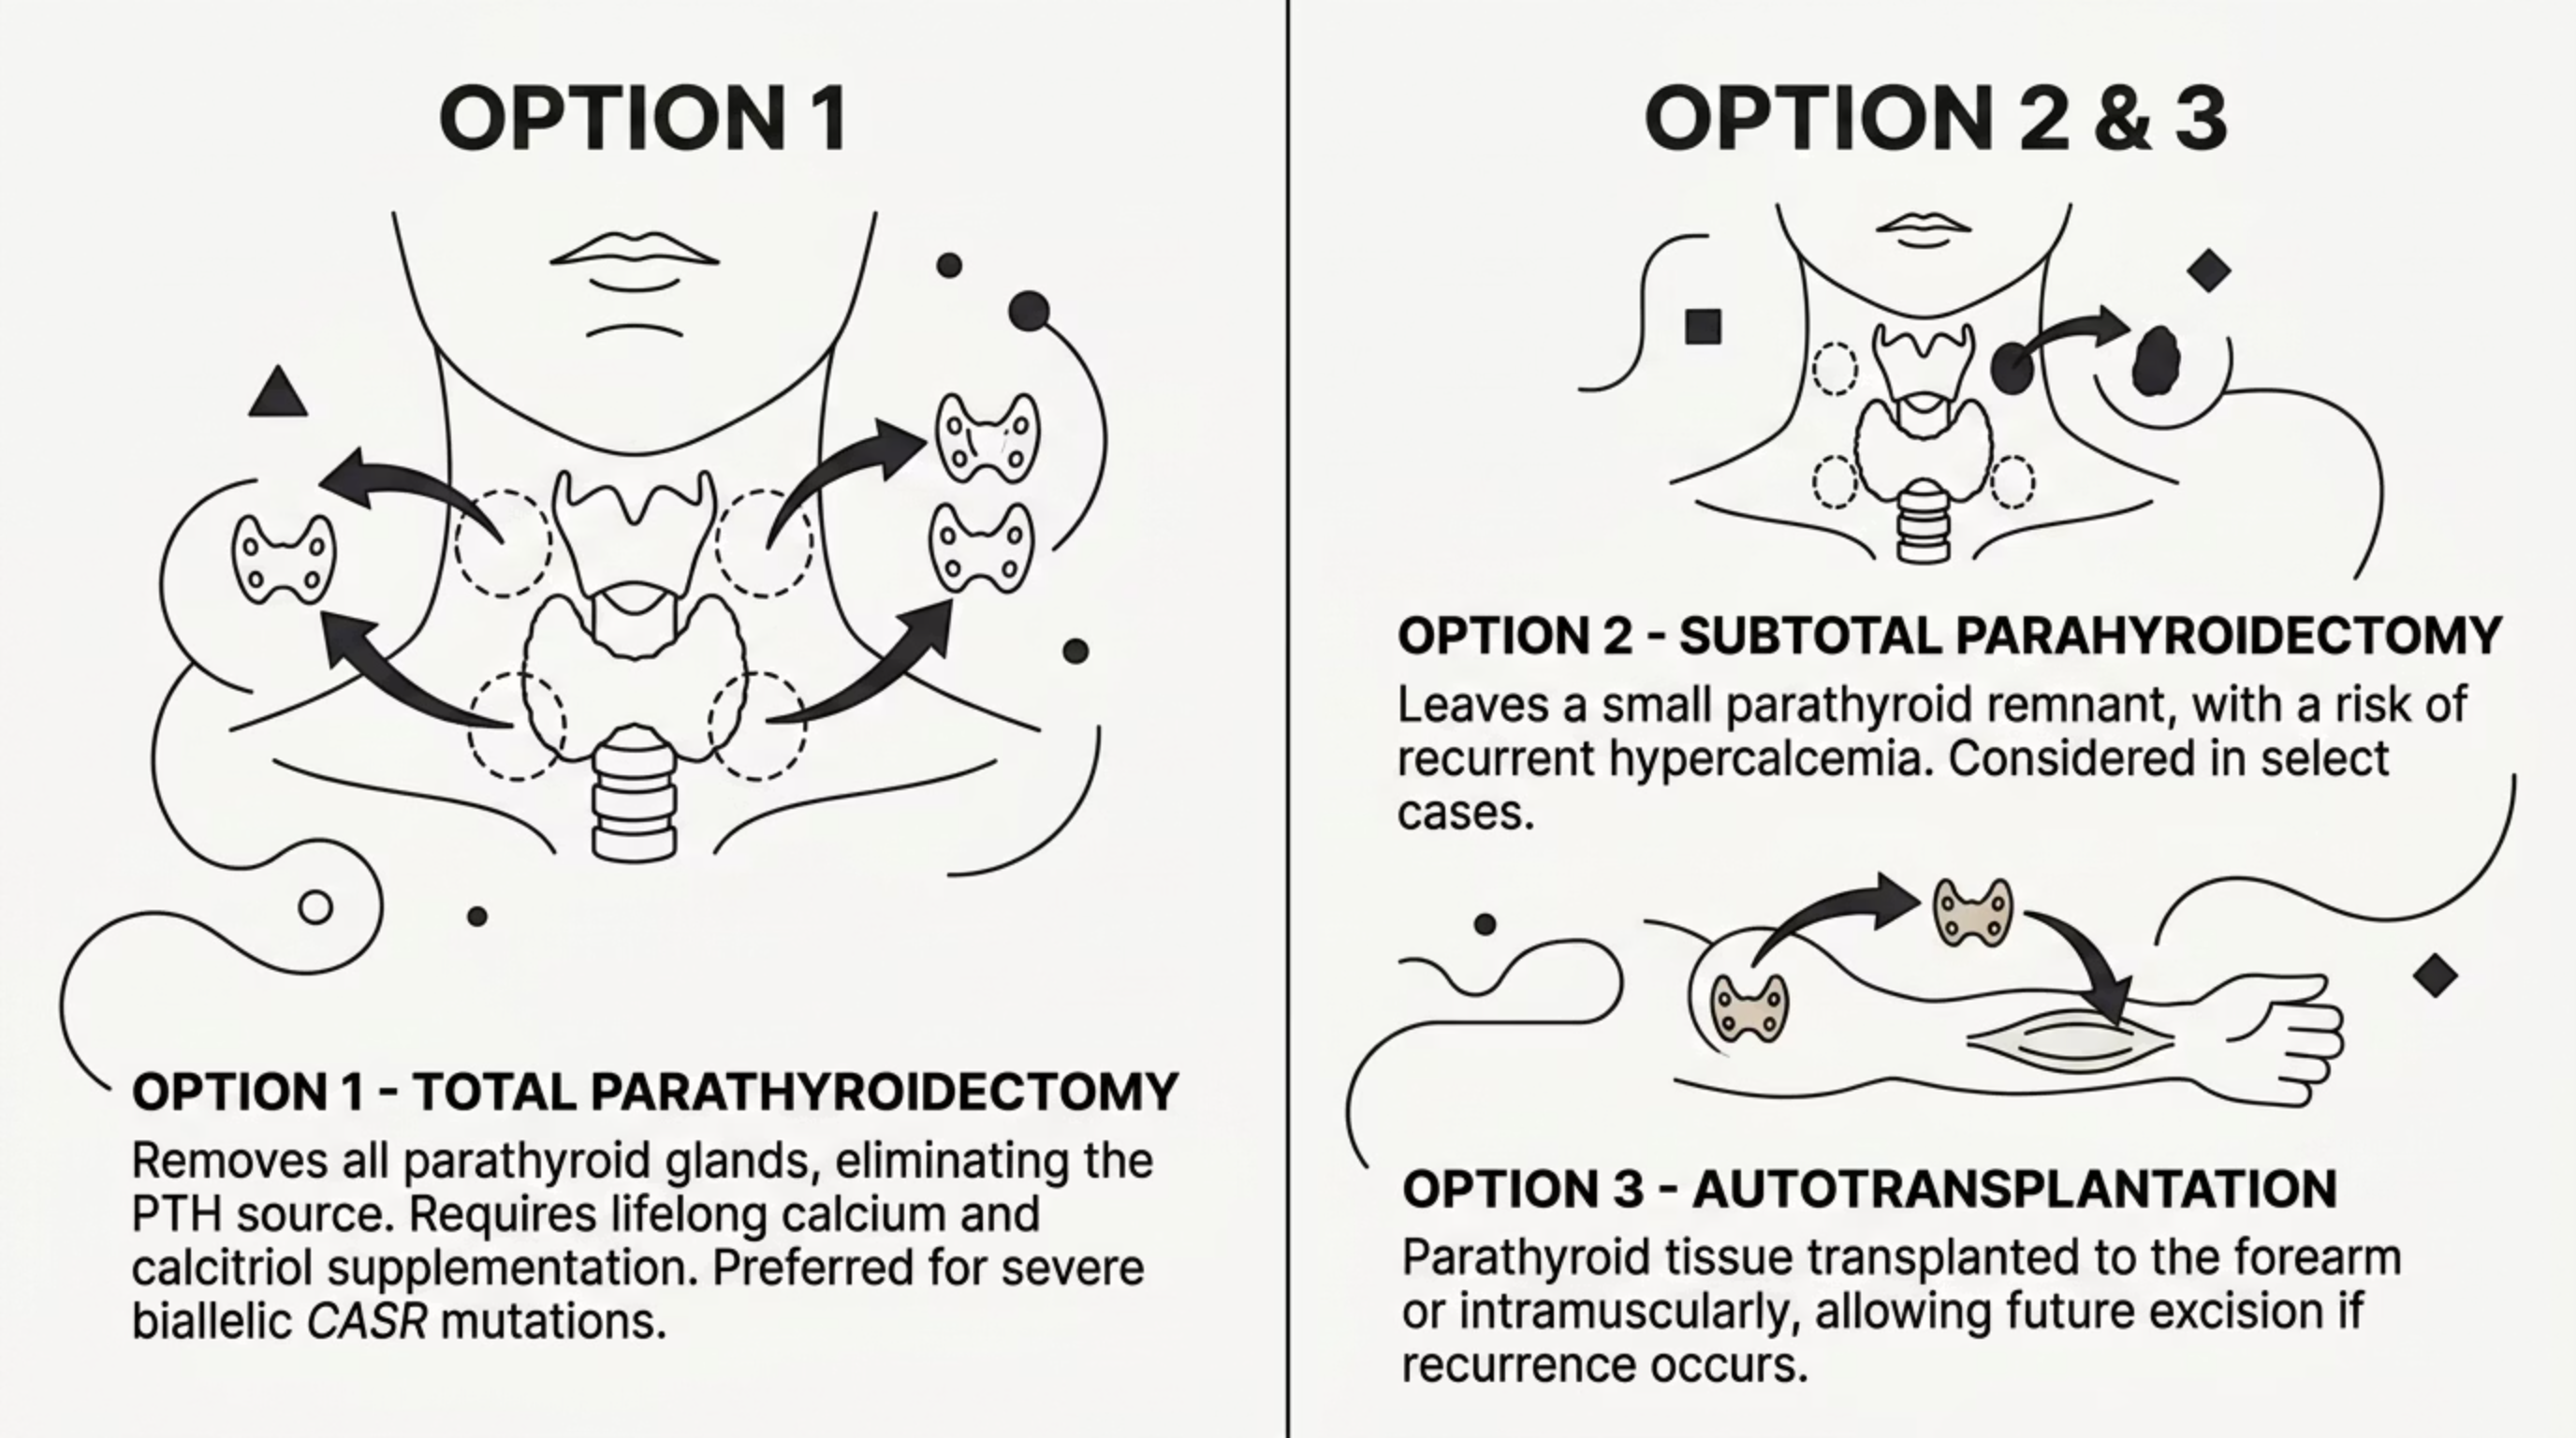 OPTION 1
OPTION 1 - TOTAL PARATHYROIDECTOMY
Removes all parathyroid glands, eliminating the
PTH source. Requires lifelong calcium and
calcitriol supplementation. Preferred for severe
biallelic CASR mutations.
OPTION 2 & 3
OPTION 2 - SUBTOTAL PARAHYROIDECTOMY
Leaves a small parathyroid remnant, with a risk of
recurrent hypercalcemia. Considered in select
cases.
OPTION 3 - AUTOTRANSPLANTATION
Parathyroid tissue transplanted to the forearm
or intramuscularly, allowing future excision if
recurrence occurs.